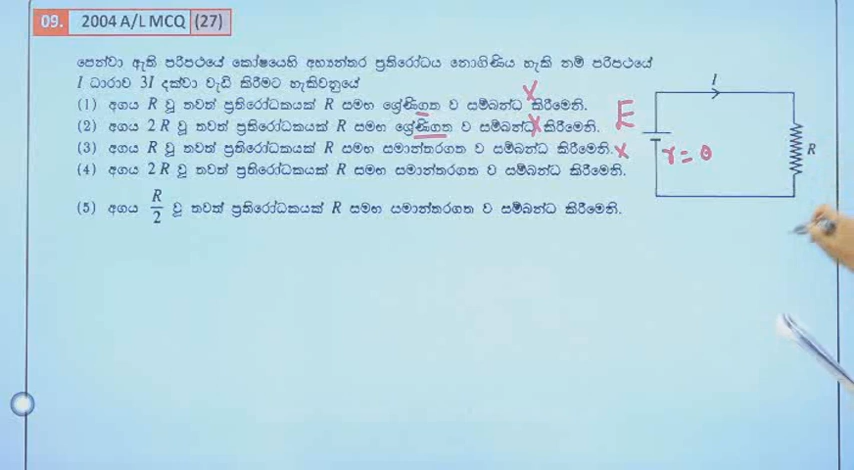 09. 2004 A/L MCQ (27)
පෙන්වා ඇති පරිපථයේ කෝෂයෙහි අභ්‍යන්තර ප්‍රතිරෝධය නොගිණිය හැකි නම් පරිපථයේ
I ධාරාව 3I දක්වා වැඩි කිරීමට හැකිවනුයේ
(1) අගය R වූ තවත් ප්‍රතිරෝධකයක් R සමඟ ශ්‍රේණිගත ව සම්බන්ධ කිරීමෙනි.
(2) අගය 2R වූ තවත් ප්‍රතිරෝධකයක් R සමඟ ශ්‍රේණිගත ව සම්බන්ධ කිරීමෙනි.
(3) අගය R වූ තවත් ප්‍රතිරෝධකයක් R සමඟ සමාන්තරගත ව සම්බන්ධ කිරීමෙනි.
(4) අගය 2R වූ තවත් ප්‍රතිරෝධකයක් R සමඟ සමාන්තරගත ව සම්බන්ධ කිරීමෙනි.
(5) අගය R/2 වූ තවත් ප්‍රතිරෝධකයක් R සමඟ යමාන්තරගත ව සම්බන්ධ කිරීමෙනි.
I
E
r = 0
R